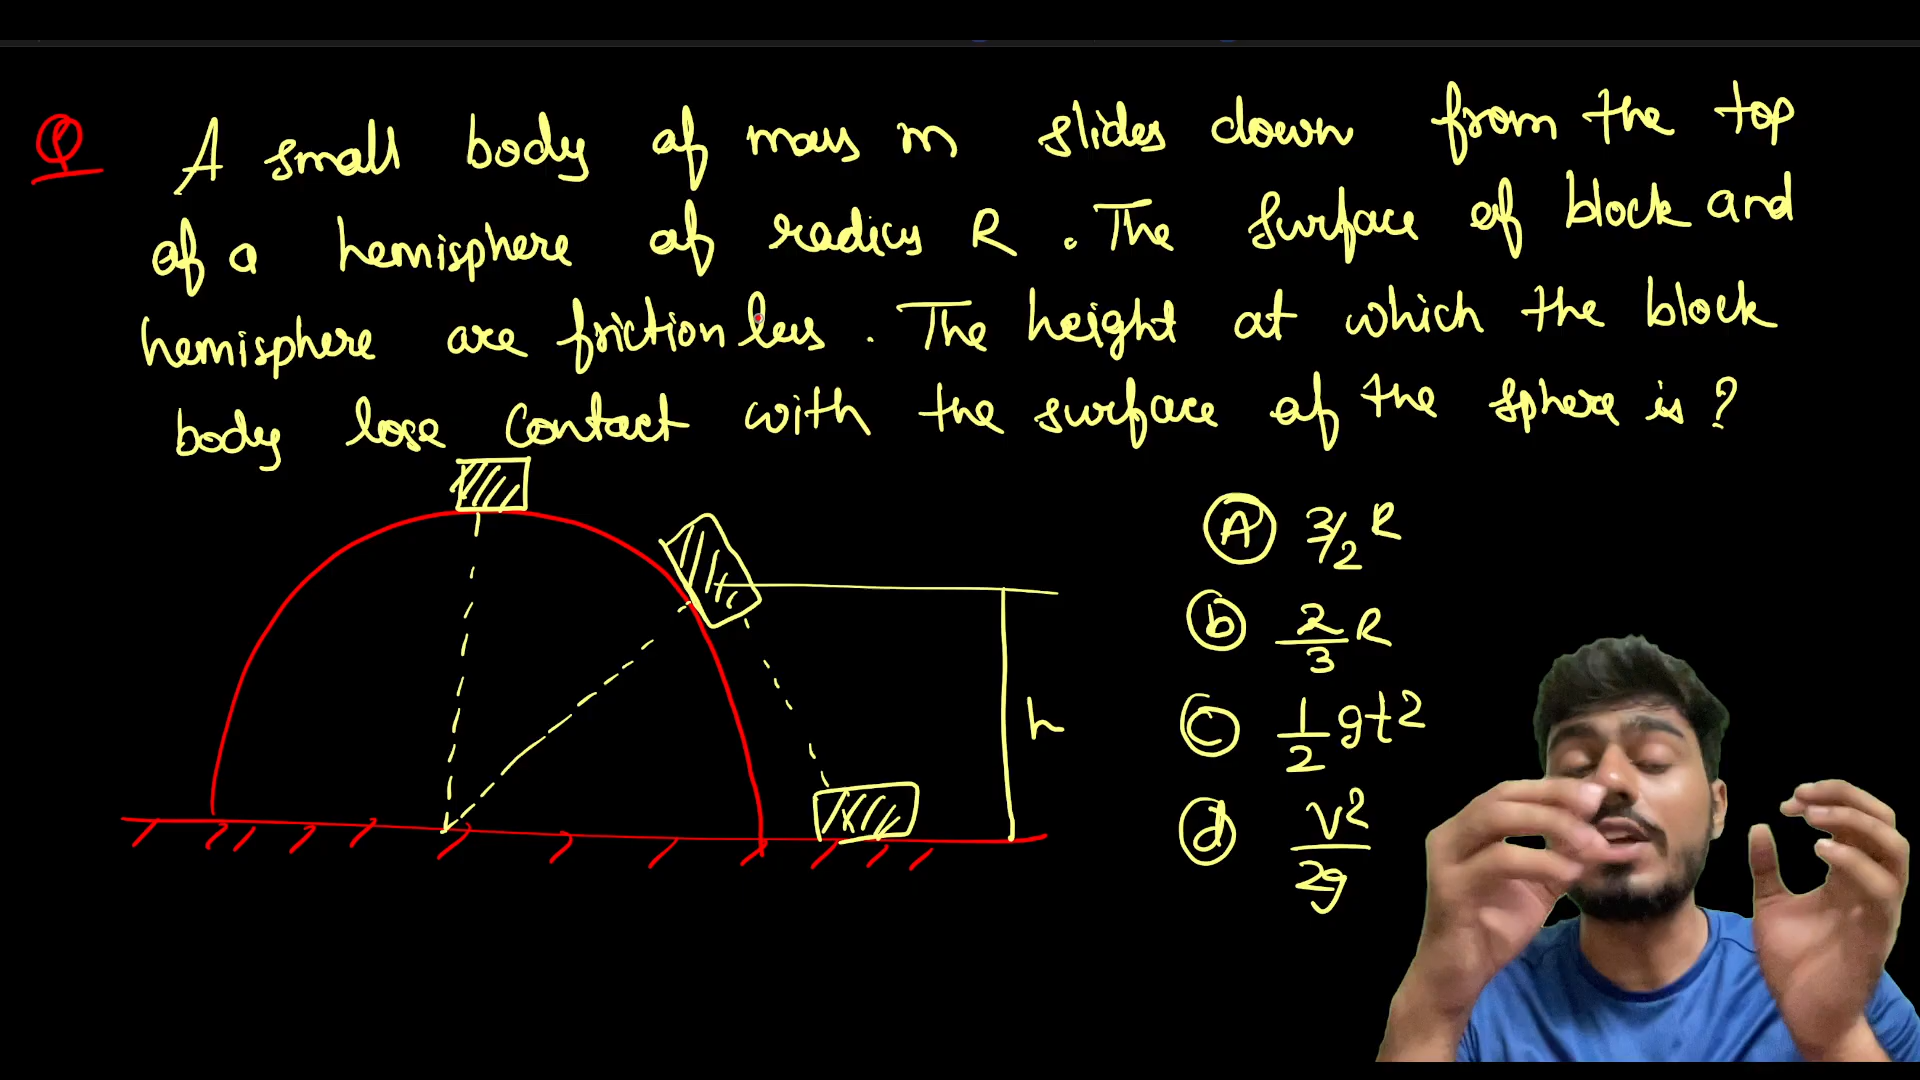 Q A small body of mass m slides down from the top
of a hemisphere of radius R. The surface of block and
hemisphere are frictionless. The height at which the block
body lose contact with the surface of the sphere is?
h
A 3/2 R
b 2/3 R
C 1/2 gt²
d v²/2g